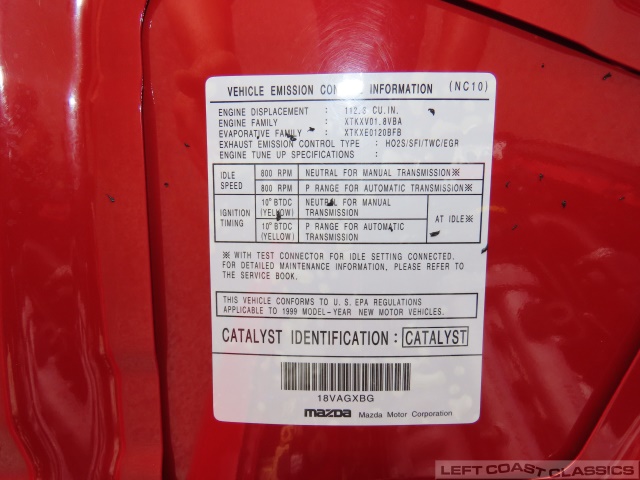 VEHICLE EMISSION CONTROL INFORMATION (NC10)
ENGINE DISPLACEMENT : 112.2 CU.IN.
ENGINE FAMILY : XTKXV01.8VBA
EVAPORATIVE FAMILY : XTKXE0120BFB
EXHAUST EMISSION CONTROL TYPE : HO2S/SFI/TWC/EGR
ENGINE TUNE UP SPECIFICATIONS :
IDLE SPEED
800 RPM NEUTRAL FOR MANUAL TRANSMISSION※
800 RPM P RANGE FOR AUTOMATIC TRANSMISSION※
IGNITION TIMING
10° BTDC (YELLOW) NEUTRAL FOR MANUAL TRANSMISSION
10° BTDC (YELLOW) P RANGE FOR AUTOMATIC TRANSMISSION
AT IDLE※
※ WITH TEST CONNECTOR FOR IDLE SETTING CONNECTED.
FOR DETAILED MAINTENANCE INFORMATION, PLEASE REFER TO
THE SERVICE BOOK.
THIS VEHICLE CONFORMS TO U.S. EPA REGULATIONS
APPLICABLE TO 1999 MODEL-YEAR NEW MOTOR VEHICLES.
CATALYST IDENTIFICATION : CATALYST
18VAGXBG
mazda Mazda Motor Corporation
LEFT COAST CLASSICS